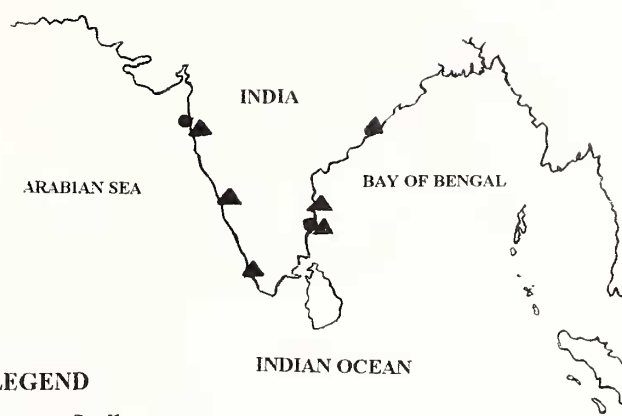 INDIA
ARABIAN SEA
BAY OF BENGAL
INDIAN OCEAN
LEGEND